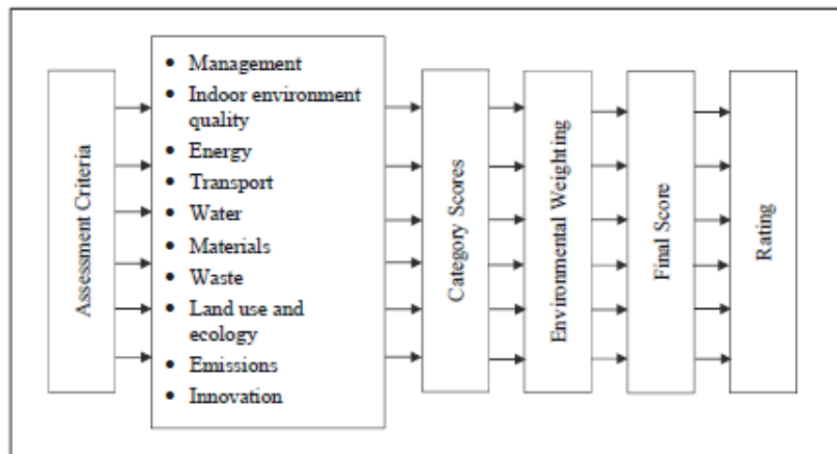 Assessment Criteria
• Management
• Indoor environment
quality
• Energy
• Transport
• Water
• Materials
• Waste
• Land use and
ecology
• Emissions
• Innovation
Category Scores
Environmental Weighting
Final Score
Rating